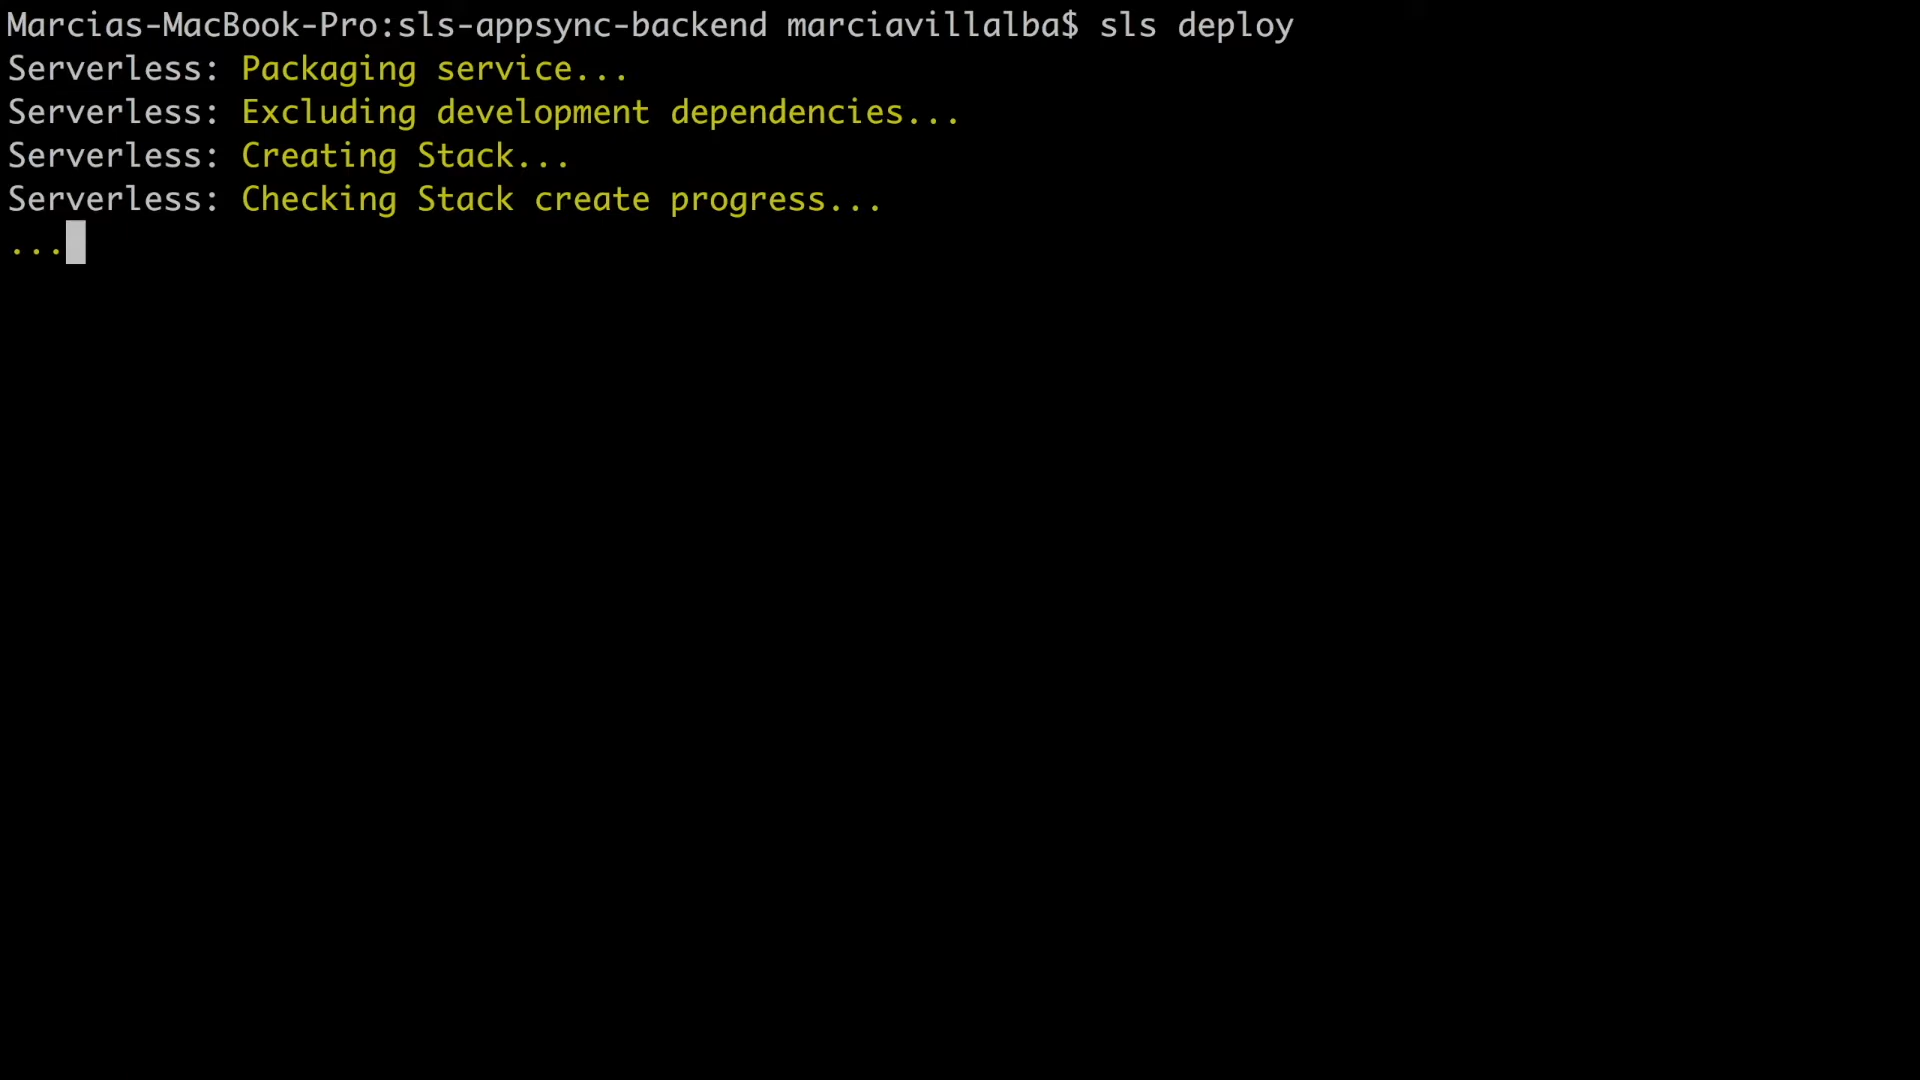 Marcias-MacBook-Pro:sls-appsync-backend marciavillalba$ sls deploy
Serverless: Packaging service...
Serverless: Excluding development dependencies...
Serverless: Creating Stack...
Serverless: Checking Stack create progress...
...